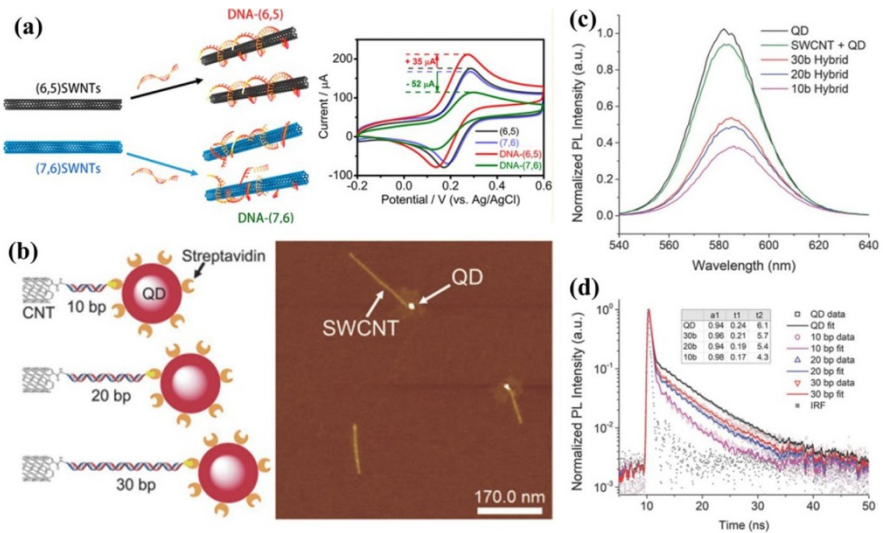 (a)
DNA-(6,5)
(6,5)SWNTs
(7,6)SWNTs
DNA-(7,6)
+ 35 μA
- 52 μA
Current / μA
200
150
100
50
0
-100
(6,5)
(7,6)
DNA-(6,5)
DNA-(7,6)
-0.2 0.0 0.2 0.4 0.6
Potential / V (vs. Ag/AgCl)
(b)
Streptavidin
QD
CNT
10 bp
20 bp
30 bp
SWCNT
QD
170.0 nm
(c)
Normalized PL Intensity (a.u.)
1.0
0.8
0.6
0.4
0.2
0.0
QD
SWCNT + QD
30b Hybrid
20b Hybrid
10b Hybrid
540 560 580 600 620 640
Wavelength (nm)
(d)
Normalized PL Intensity (a.u.)
10⁰
10⁻¹
10⁻²
10⁻³
a1 t1 t2
QD 0.94 0.24 6.1
30b 0.96 0.21 5.7
20b 0.94 0.19 5.4
10b 0.98 0.17 4.3
QD data
QD fit
10 bp data
10 bp fit
20 bp data
20 bp fit
30 bp data
30 bp fit
IRF
10 20 30 40 50
Time (ns)